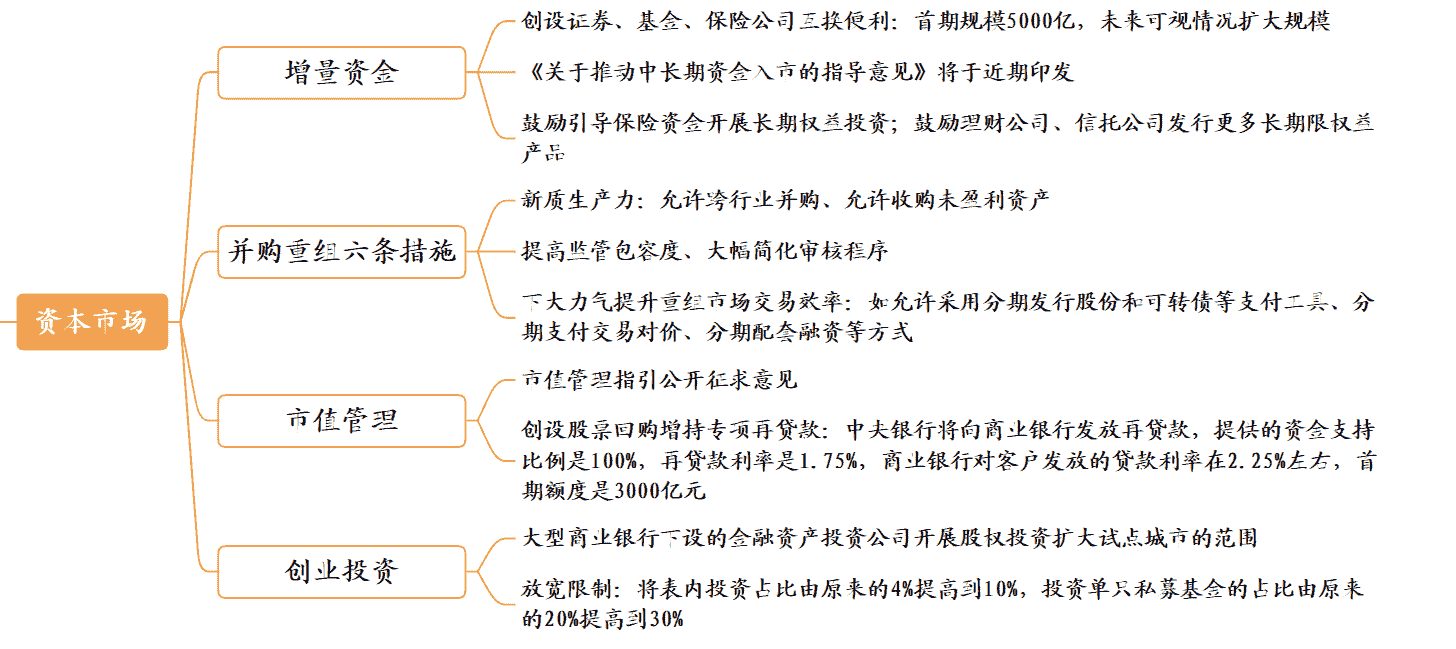 资本市场
增量资金
创设证券、基金、保险公司互换便利：首期规模5000亿，未来可视情况扩大规模
《关于推动中长期资金入市的指导意见》将于近期印发
鼓励引导保险资金开展长期权益投资；鼓励理财公司、信托公司发行更多长期限权益
产品
并购重组六条措施
新质生产力：允许跨行业并购、允许收购未盈利资产
提高监管包容度、大幅简化审核程序
下大力气提升重组市场交易效率：如允许采用分期发行股份和可转债等支付工具、分
期支付交易对价、分期配套融资等方式
市值管理
市值管理指引公开征求意见
创设股票回购增持专项再贷款：中央银行将向商业银行发放再贷款，提供的资金支持
比例是100%，再贷款利率是1.75%，商业银行对客户发放的贷款利率在2.25%左右，首
期额度是3000亿元
创业投资
大型商业银行下设的金融资产投资公司开展股权投资扩大试点城市的范围
放宽限制：将表内投资占比由原来的4%提高到10%，投资单只私募基金的占比由原来
的20%提高到30%